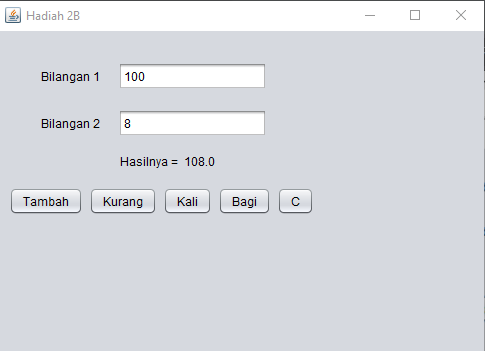 Hadiah 2B
Bilangan 1 100
Bilangan 2 8
Hasilnya = 108.0
Tambah Kurang Kali Bagi C